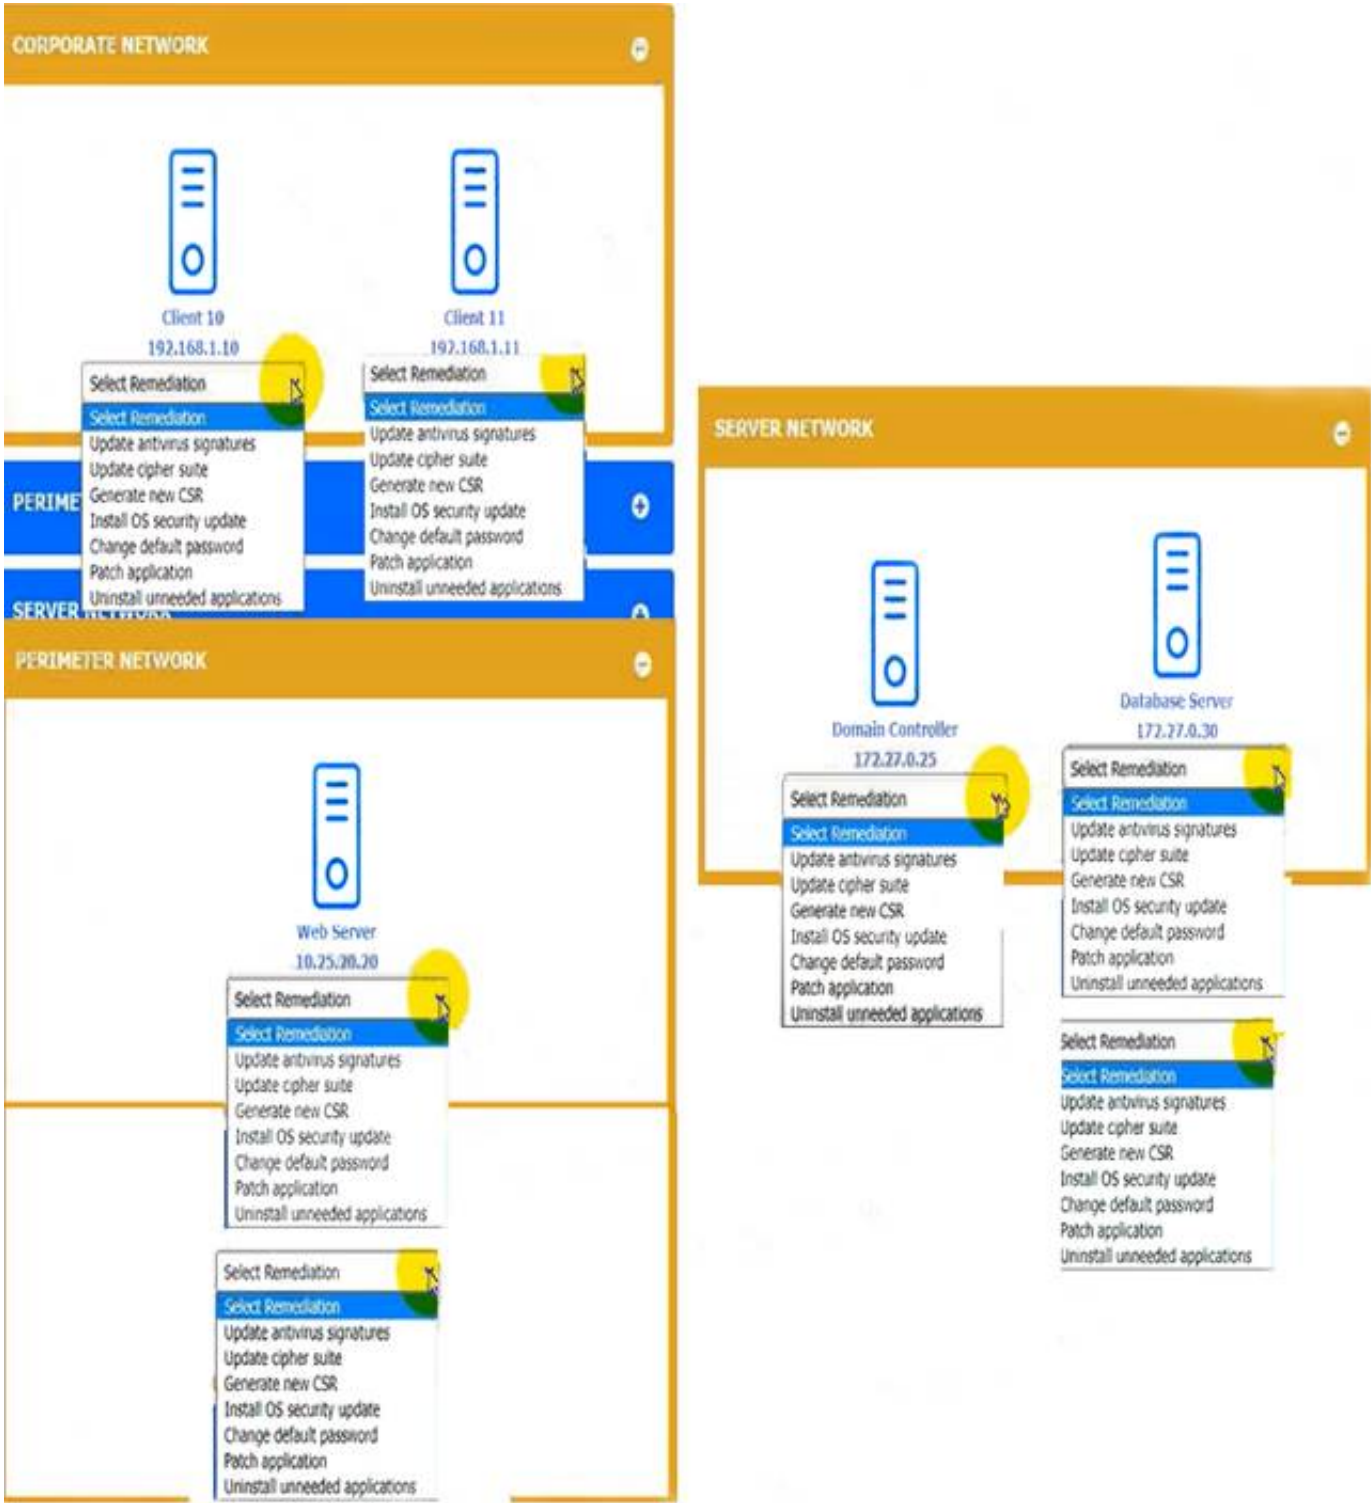 CORPORATE NETWORK
Client 10
192.168.1.10
Select Remediation
Select Remediation
Update antivirus signatures
Update cipher suite
Generate new CSR
Install OS security update
Change default password
Patch application
Uninstall unneeded applications
Client 11
192.168.1.11
Select Remediation
Select Remediation
Update antivirus signatures
Update cipher suite
Generate new CSR
Install OS security update
Change default password
Patch application
Uninstall unneeded applications
PERIME
SERVER NETWORK
PERIMETER NETWORK
Web Server
10.25.20.20
Select Remediation
Select Remediation
Update antivirus signatures
Update cipher suite
Generate new CSR
Install OS security update
Change default password
Patch application
Uninstall unneeded applications
Select Remediation
Select Remediation
Update antivirus signatures
Update cipher suite
Generate new CSR
Install OS security update
Change default password
Patch application
Uninstall unneeded applications
SERVER NETWORK
Domain Controller
172.27.0.25
Select Remediation
Select Remediation
Update antivirus signatures
Update cipher suite
Generate new CSR
Install OS security update
Change default password
Patch application
Uninstall unneeded applications
Database Server
172.27.0.30
Select Remediation
Select Remediation
Update antivirus signatures
Update cipher suite
Generate new CSR
Install OS security update
Change default password
Patch application
Uninstall unneeded applications
Select Remediation
Select Remediation
Update antivirus signatures
Update cipher suite
Generate new CSR
Install OS security update
Change default password
Patch application
Uninstall unneeded applications